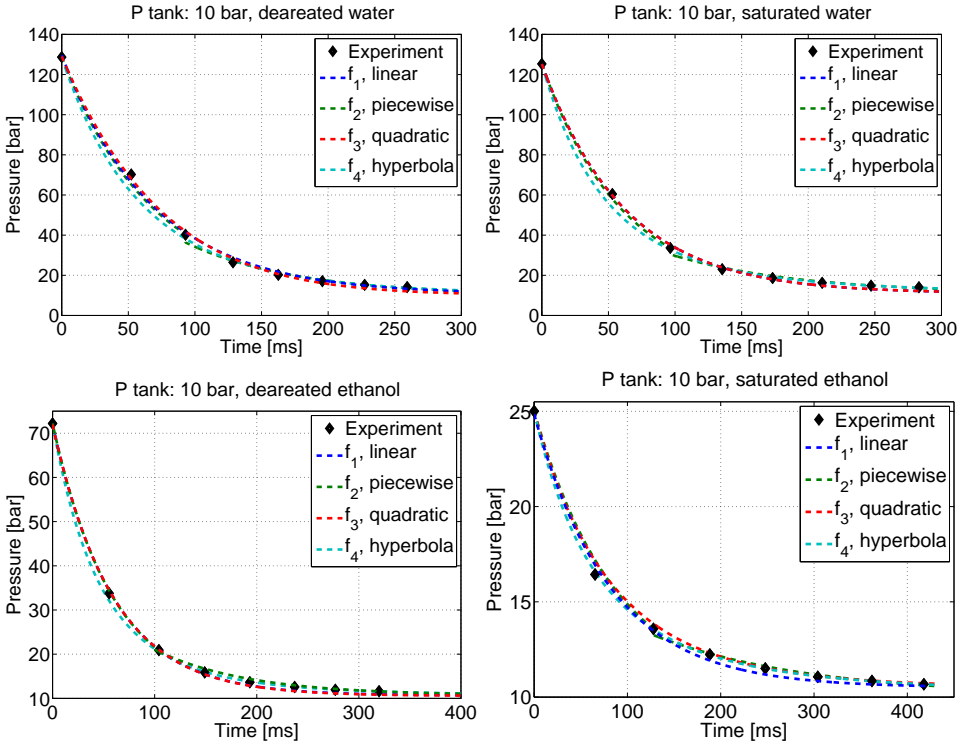 P tank: 10 bar, deareated water
140
120
100
80
60
40
20
0
0 50 100 150 200 250 300
Pressure [bar]
Time [ms]
Experiment
f1, linear
f2, piecewise
f3, quadratic
f4, hyperbola
P tank: 10 bar, saturated water
140
120
100
80
60
40
20
0
0 50 100 150 200 250 300
Pressure [bar]
Time [ms]
Experiment
f1, linear
f2, piecewise
f3, quadratic
f4, hyperbola
P tank: 10 bar, deareated ethanol
70
60
50
40
30
20
10
0 100 200 300 400
Pressure [bar]
Time [ms]
Experiment
f1, linear
f2, piecewise
f3, quadratic
f4, hyperbola
P tank: 10 bar, saturated ethanol
25
20
15
10
0 100 200 300 400
Pressure [bar]
Time [ms]
Experiment
f1, linear
f2, piecewise
f3, quadratic
f4, hyperbola